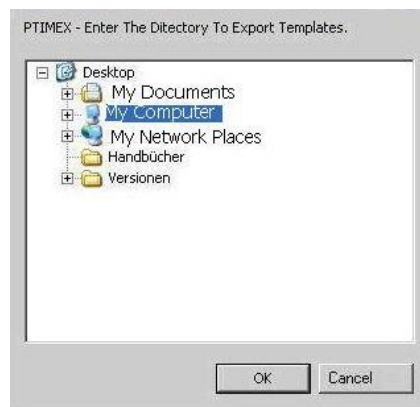 PTIMEX - Enter The Ditectory To Export Templates.
Desktop
My Documents
My Computer
My Network Places
Handbücher
Versionen
OK
Cancel